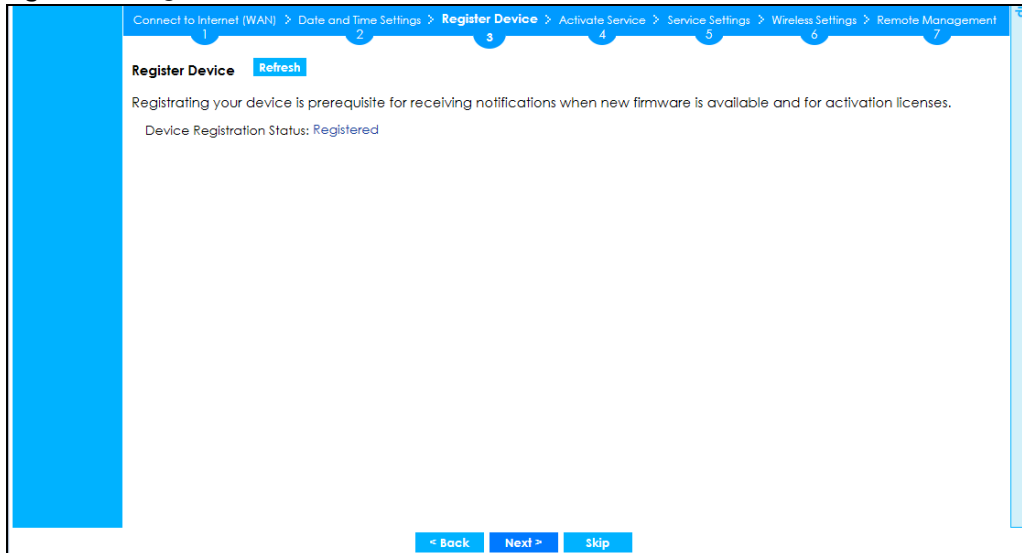 Connect to Internet (WAN) > Date and Time Settings > Register Device > Activate Service > Service Settings > Wireless Settings > Remote Management
1 2 3 4 5 6 7
Register Device Refresh
Registrating your device is prerequisite for receiving notifications when new firmware is available and for activation licenses.
Device Registration Status: Registered
< Back Next > Skip